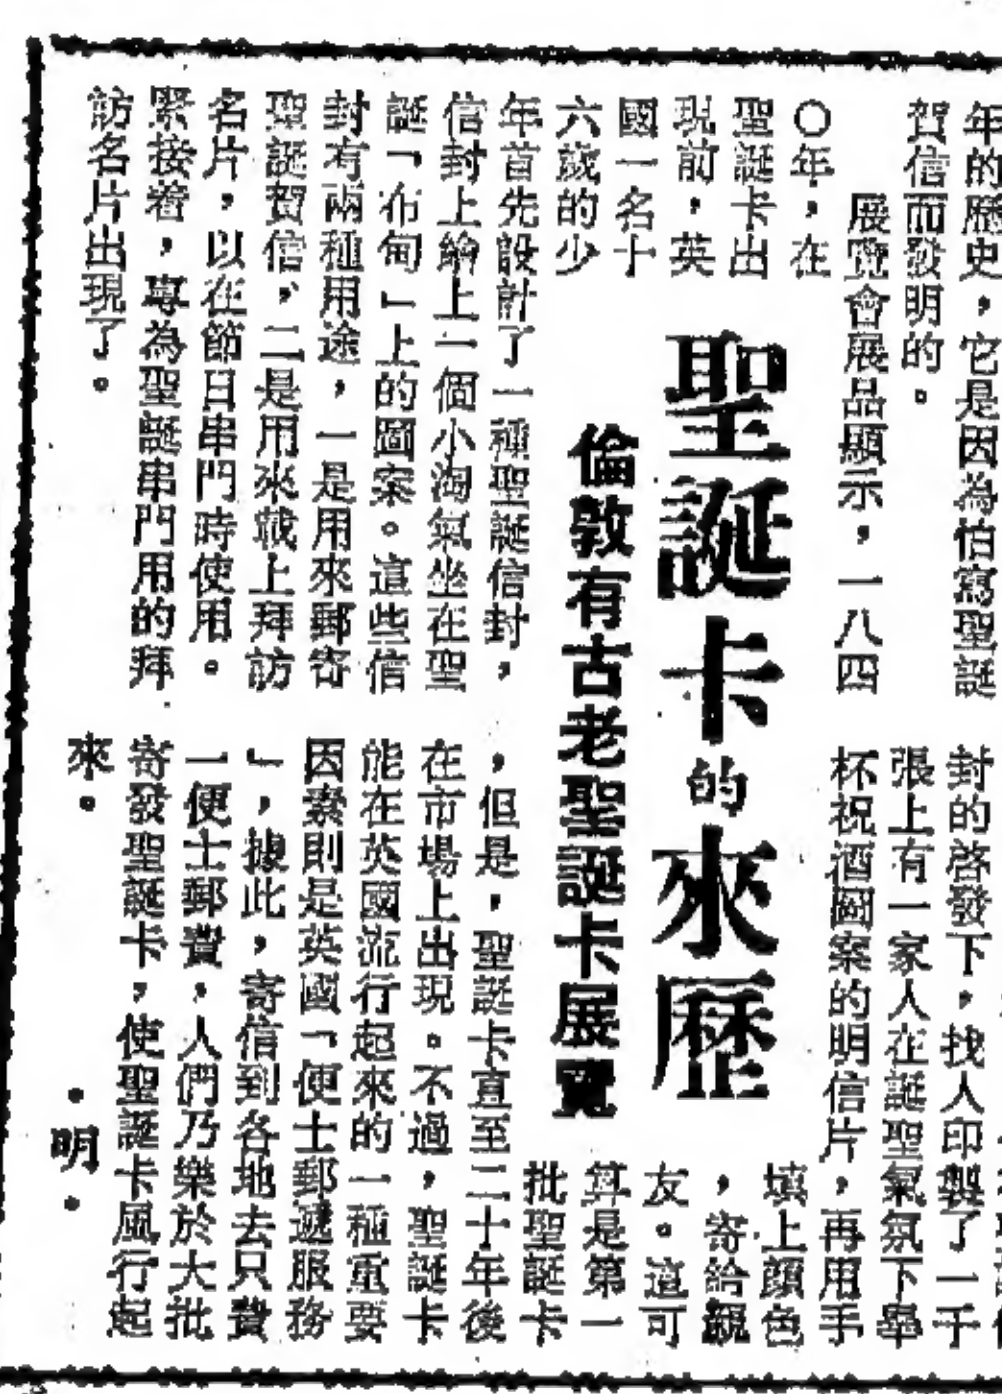 聖誕卡的來歷
倫敦有古老聖誕卡展覽
年的歷史，它是因為怕寫聖誕
賀信而發明的。
展覽會展品顯示，一八四
○年，在
聖誕卡出
現前，英
國一名十
六歲的少
年首先設計了一種聖誕信封，
信封上繪上一個小淘氣坐在聖
誕「布甸」上的圖案。這些信
封有兩種用途，一是用來郵寄
聖誕賀信，二是用來載上拜訪
名片，以在節日串門時使用。
緊接着，專為聖誕串門用的拜
訪名片出現了。
封的啓發下，找人印製了一千
張上有一家人在誕聖氣氛下舉
杯祝酒圖案的明信片，再用手
填上顏色
，寄給親
友。這可
算是第一
批聖誕卡
，但是，聖誕卡直至二十年後
在市場上出現。不過，聖誕卡
能在英國流行起來的一種重要
因素則是英國「便士郵遞服務
」，據此，寄信到各地去只費
一便士郵費，人們乃樂於大批
寄發聖誕卡，使聖誕卡風行起
來。
·明·